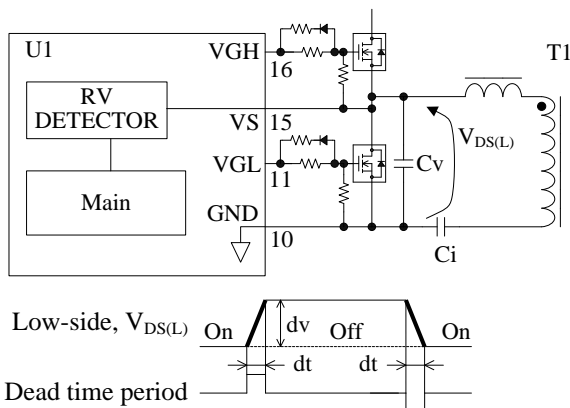 U1
VGH
16
T1
RV
DETECTOR
VS
15
VDS(L)
VGL
11
Cv
Main
GND
10
Ci
Low-side, VDS(L)
On
dv
Off
On
dt
dt
Dead time period